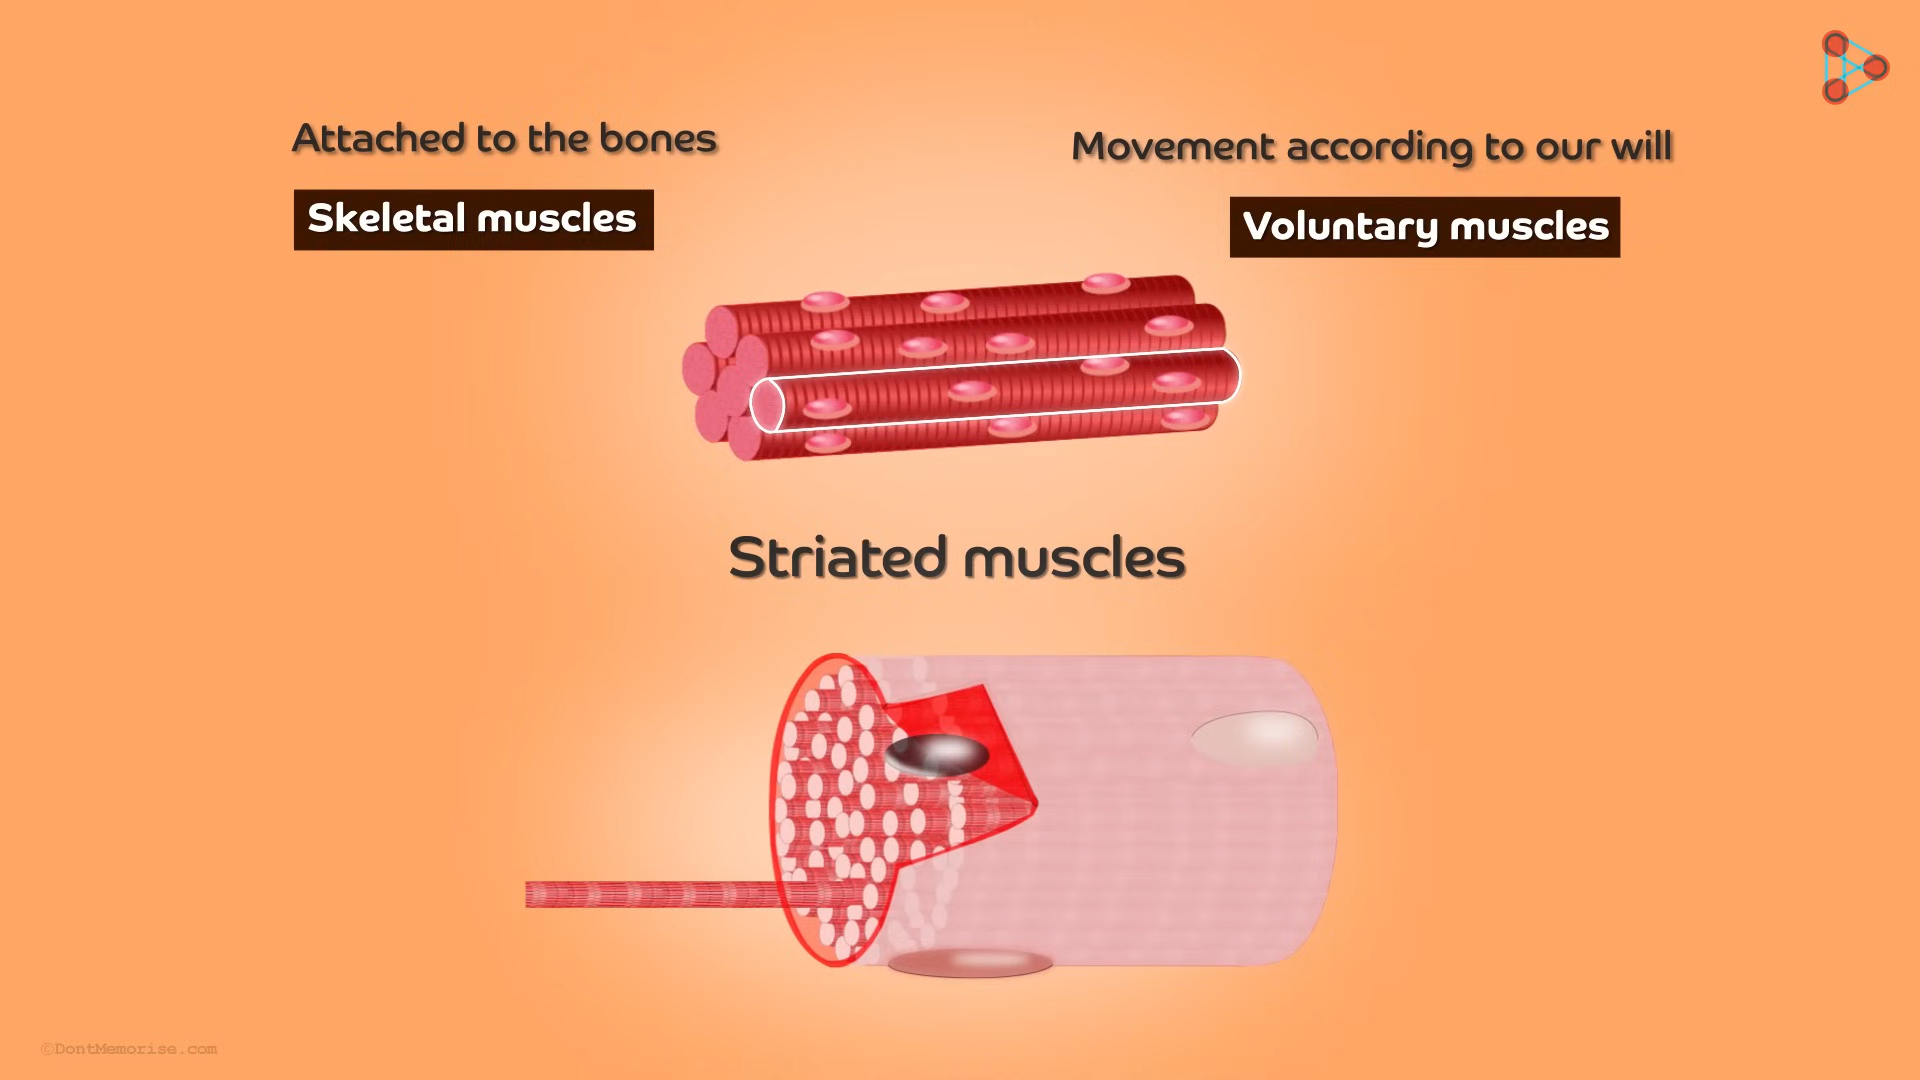 Attached to the bones
Skeletal muscles
Movement according to our will
Voluntary muscles
Striated muscles
©DontMemorise.com